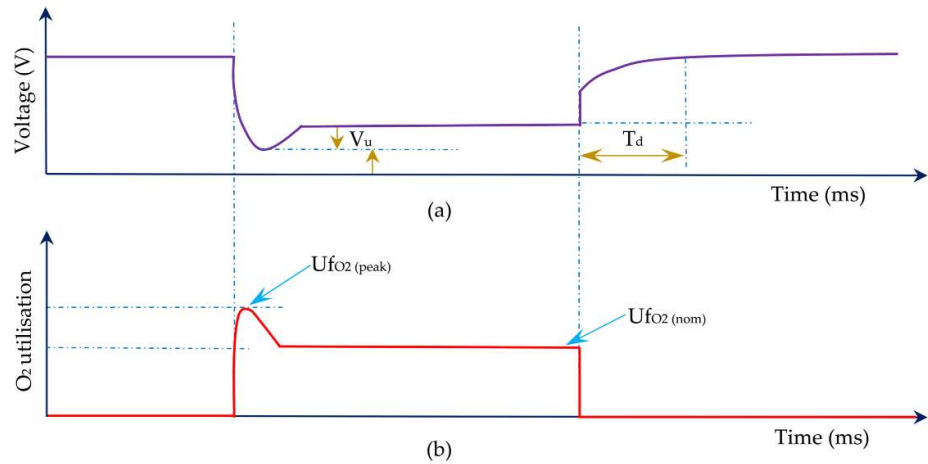 Voltage (V)
Vu
Td
Time (ms)
(a)
O2 utilisation
UfO2 (peak)
UfO2 (nom)
Time (ms)
(b)